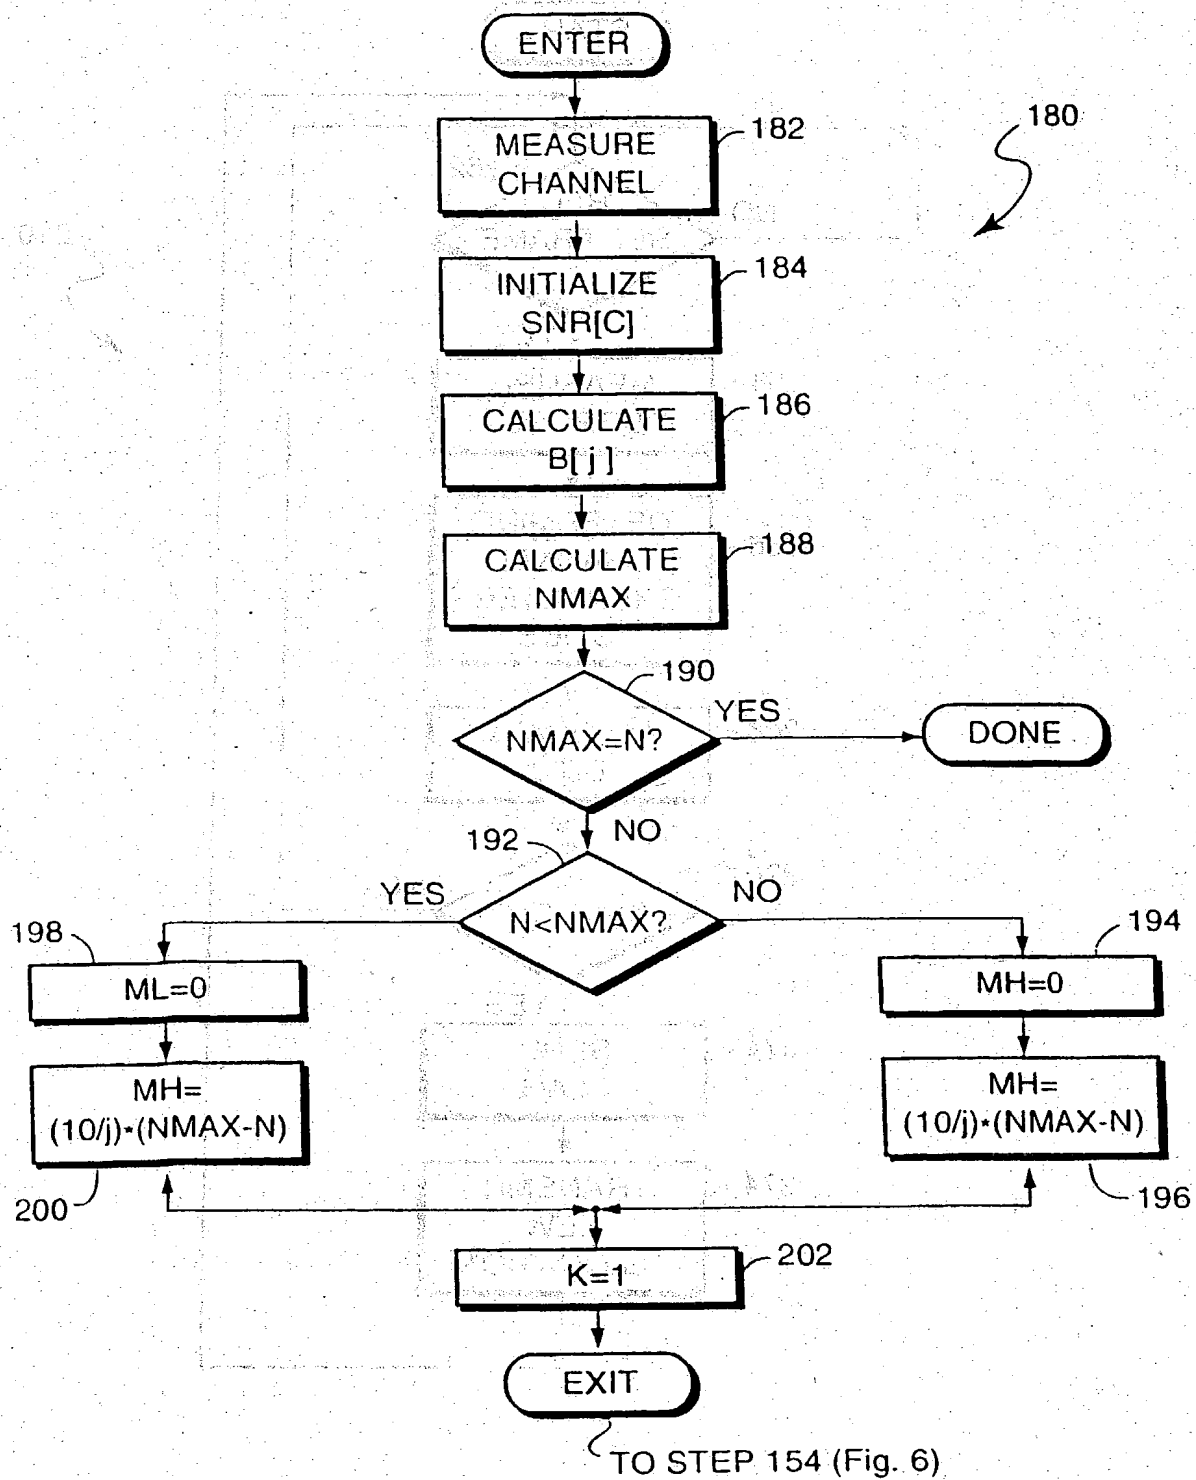 ENTER
MEASURE
CHANNEL
182
180
INITIALIZE
SNR[C]
184
CALCULATE
B[ j ]
186
CALCULATE
NMAX
188
190
NMAX=N?
YES
DONE
NO
192
YES
N<NMAX?
NO
198
ML=0
194
MH=0
MH=
(10/j)*(NMAX-N)
200
MH=
(10/j)*(NMAX-N)
196
K=1
202
EXIT
TO STEP 154 (Fig. 6)